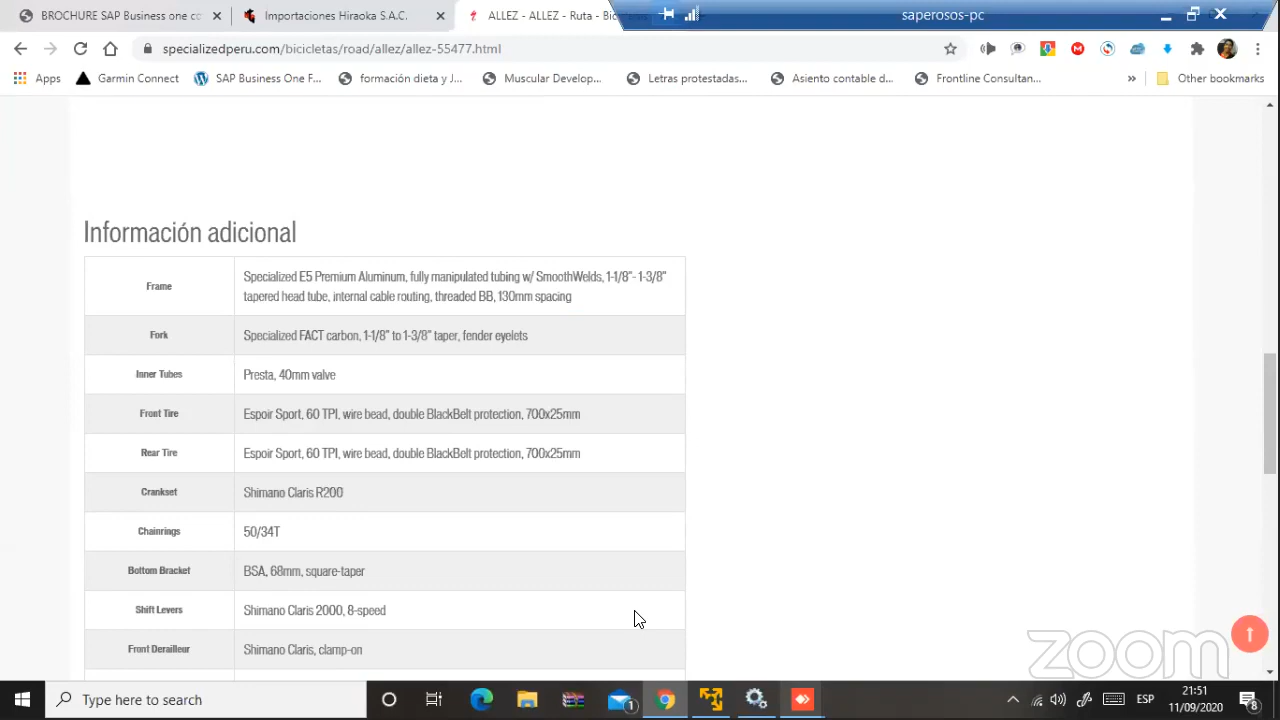 BROCHURE SAP Business one co
Importaciones Hiraoka S.A.C.
ALLEZ - ALLEZ - Ruta - Bic
saperosos-pc
specializedperu.com/bicicletas/road/allez/allez-55477.html
Apps
Garmin Connect
SAP Business One F...
formación dieta y J...
Muscular Develop...
Letras protestadas...
Asiento contable d...
Frontline Consultan...
»
Other bookmarks
Información adicional
Frame
Specialized E5 Premium Aluminum, fully manipulated tubing w/ SmoothWelds, 1-1/8"- 1-3/8"
tapered head tube, internal cable routing, threaded BB, 130mm spacing
Fork
Specialized FACT carbon, 1-1/8" to 1-3/8" taper, fender eyelets
Inner Tubes
Presta, 40mm valve
Front Tire
Espoir Sport, 60 TPI, wire bead, double BlackBelt protection, 700x25mm
Rear Tire
Espoir Sport, 60 TPI, wire bead, double BlackBelt protection, 700x25mm
Crankset
Shimano Claris R200
Chainrings
50/34T
Bottom Bracket
BSA, 68mm, square-taper
Shift Levers
Shimano Claris 2000, 8-speed
Front Derailleur
Shimano Claris, clamp-on
zoom
Type here to search
1
ESP
21:51
11/09/2020
8